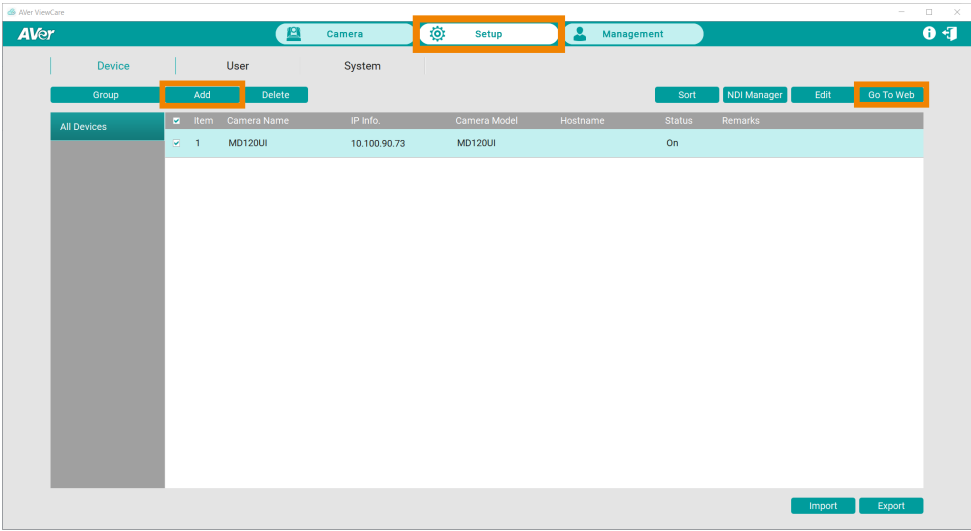 AVer ViewCare
AVer Camera Setup Management
Device User System
Group Add Delete Sort NDI Manager Edit Go To Web
All Devices
Item Camera Name IP Info. Camera Model Hostname Status Remarks
1 MD120UI 10.100.90.73 MD120UI On
Import Export